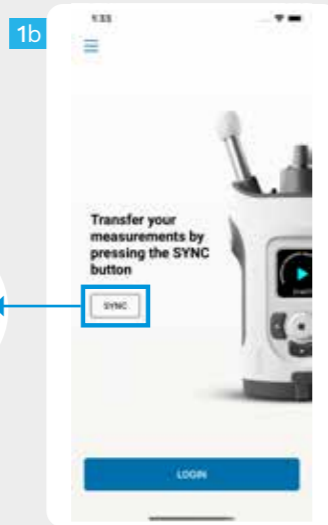 1b
1:33
Transfer your
measurements by
pressing the SYNC
button
SYNC
LOGIN